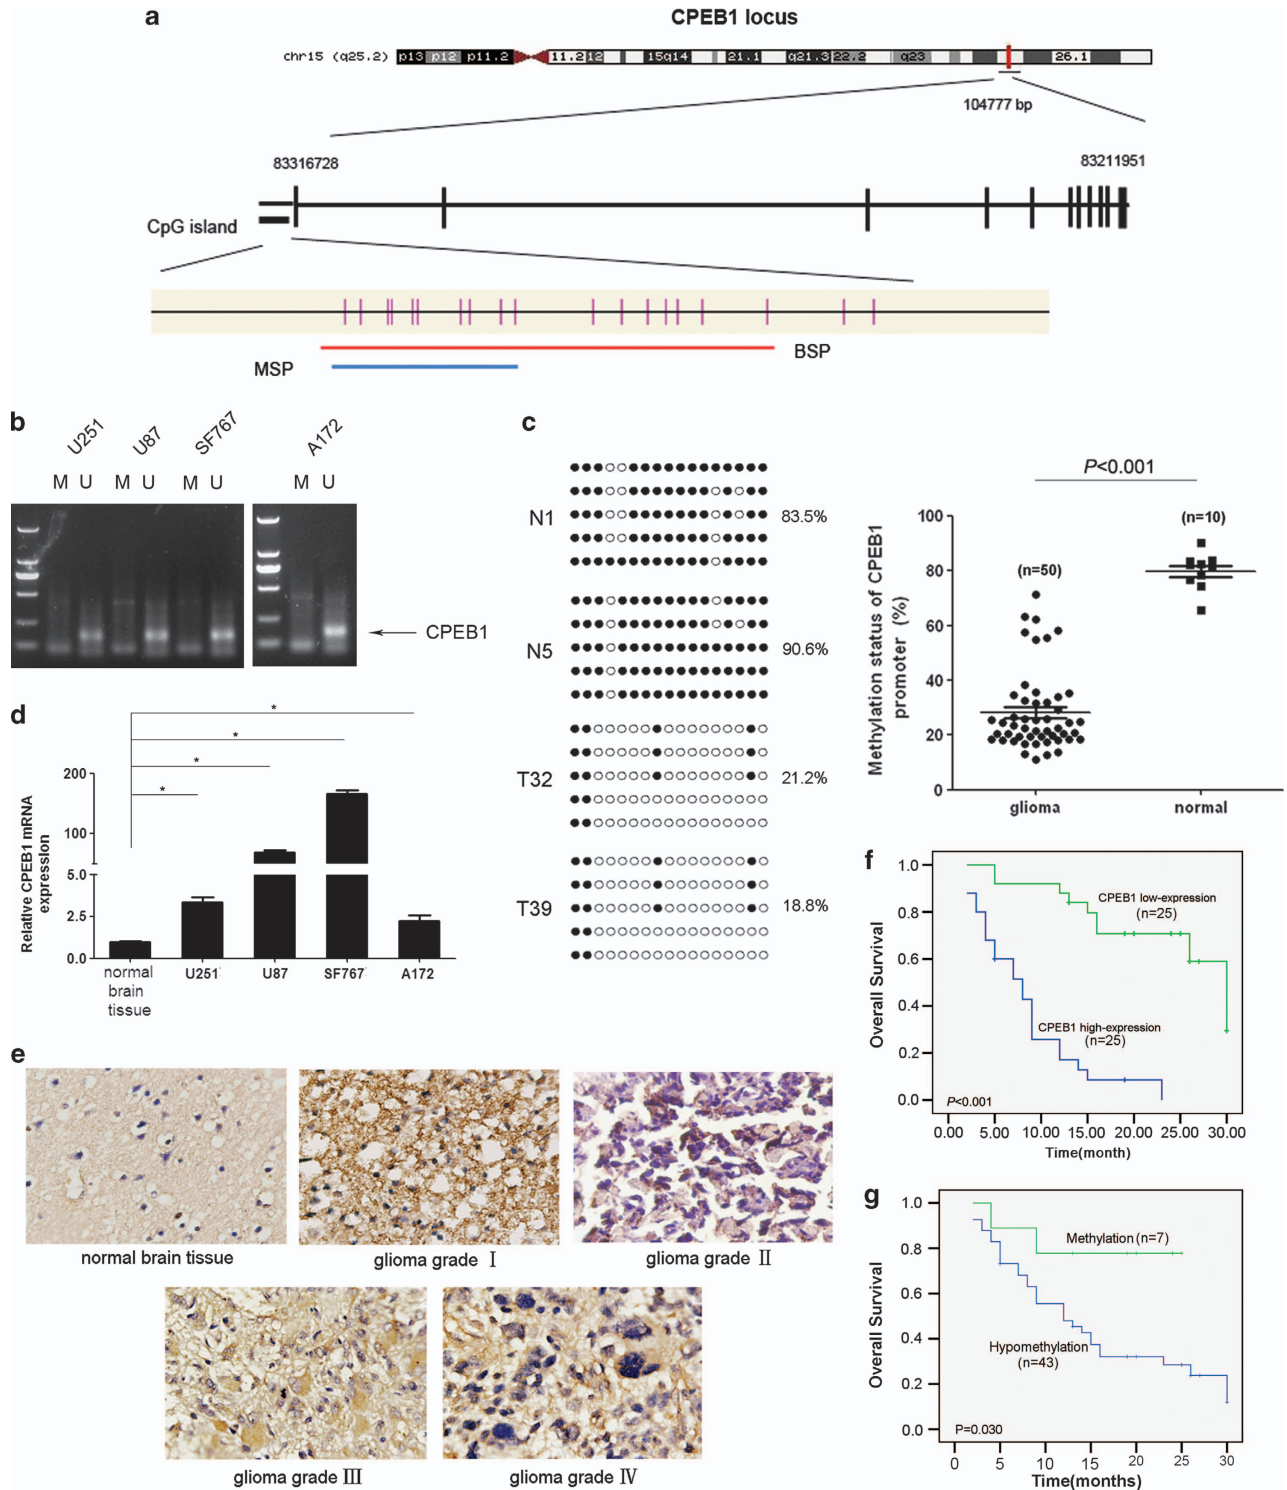 a
CPEB1 locus
chr15 (q25.2)
p13 p12 p11.2 11.2 12 15q14 21.1 q21.3 22.2 q23 26.1
104777 bp
83316728
83211951
CpG island
BSP
MSP
b
U251 U87 SF767 A172
M U M U M U M U
CPEB1
c
N1
83.5%
N5
90.6%
T32
21.2%
T39
18.8%
P<0.001
(n=10)
(n=50)
Methylation status of CPEB1
promoter (%)
100
80
60
40
20
0
glioma normal
d
* * * *
Relative CPEB1 mRNA
expression
200
100
5.0
2.5
0.0
normal
brain
tissue
U251 U87 SF767 A172
e
normal brain tissue
glioma grade Ⅰ
glioma grade Ⅱ
glioma grade Ⅲ
glioma grade Ⅳ
f
Overall Survival
1.0
0.8
0.6
0.4
0.2
0.0
CPEB1 low-expression
(n=25)
CPEB1 high-expression
(n=25)
P<0.001
0.00 5.00 10.00 15.00 20.00 25.00 30.00
Time(month)
g
Overall Survival
1.0
0.8
0.6
0.4
0.2
0.0
Methylation (n=7)
Hypomethylation
(n=43)
P=0.030
0 5 10 15 20 25 30
Time(months)